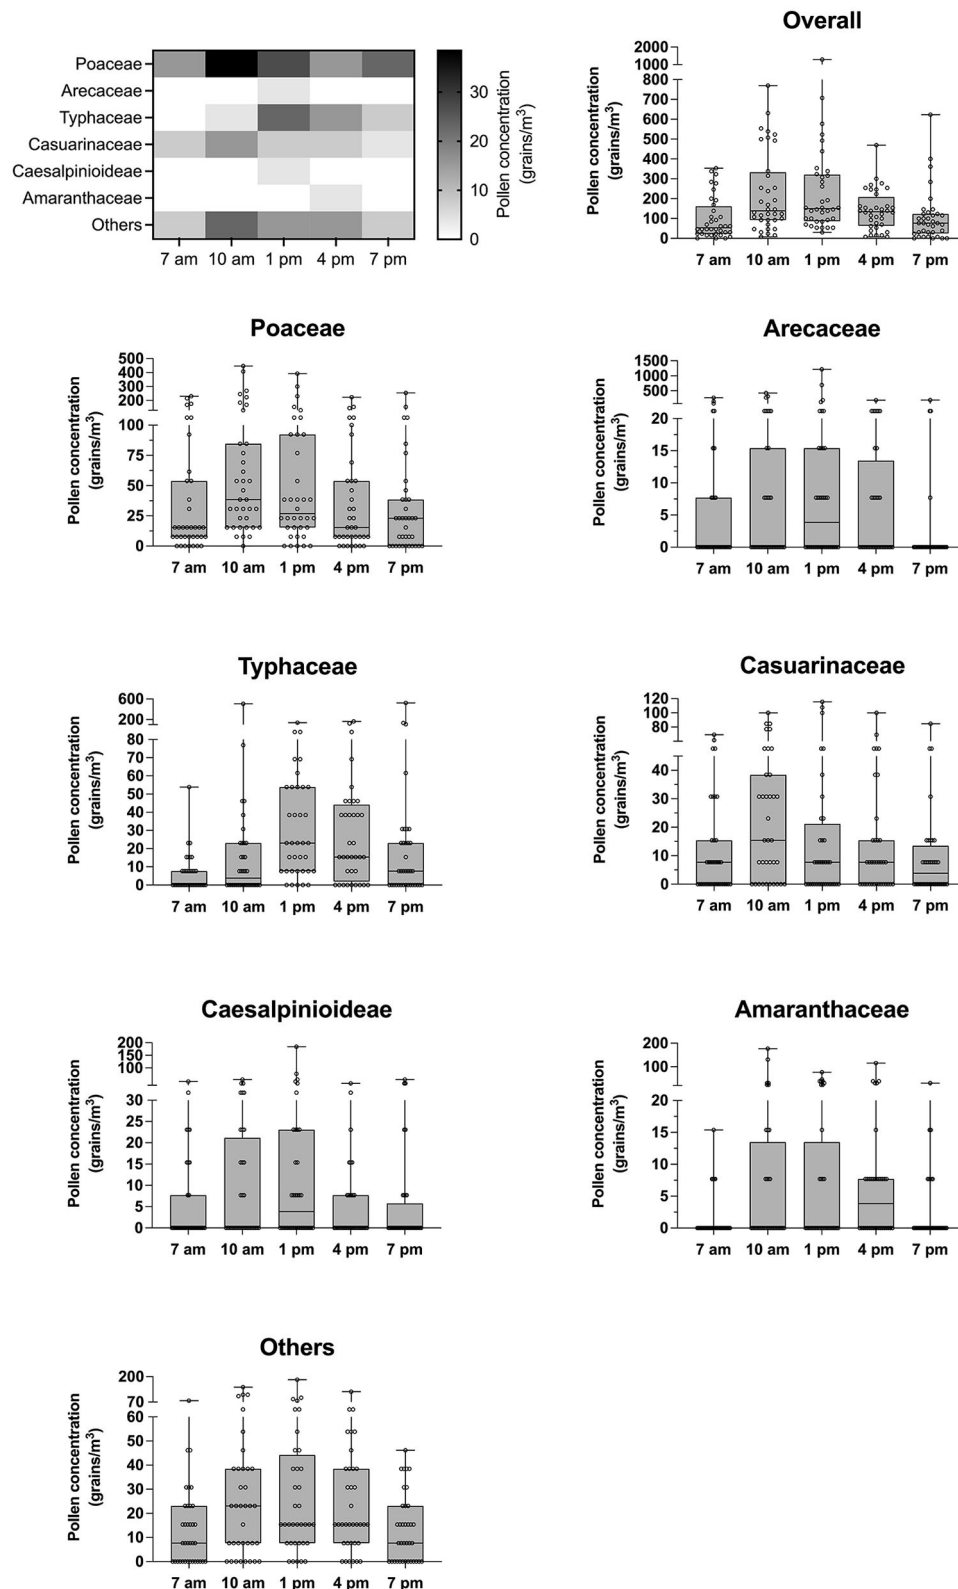 Poaceae
Arecaceae
Typhaceae
Casuarinaceae
Caesalpinioideae
Amaranthaceae
Others
7 am 10 am 1 pm 4 pm 7 pm
30
20
10
0
Pollen concentration
(grains/m³)
Overall
Pollen concentration
(grains/m³)
2000
1000
800
700
600
500
400
300
200
100
0
7 am 10 am 1 pm 4 pm 7 pm
Poaceae
Pollen concentration
(grains/m³)
500
400
300
200
100
75
50
25
0
7 am 10 am 1 pm 4 pm 7 pm
Arecaceae
Pollen concentration
(grains/m³)
1500
1000
500
20
15
10
5
0
7 am 10 am 1 pm 4 pm 7 pm
Typhaceae
Pollen concentration
(grains/m³)
600
200
80
70
60
50
40
30
20
10
0
7 am 10 am 1 pm 4 pm 7 pm
Casuarinaceae
Pollen concentration
(grains/m³)
120
100
80
40
30
20
10
0
7 am 10 am 1 pm 4 pm 7 pm
Caesalpinioideae
Pollen concentration
(grains/m³)
200
150
100
30
25
20
15
10
5
0
7 am 10 am 1 pm 4 pm 7 pm
Amaranthaceae
Pollen concentration
(grains/m³)
200
100
20
15
10
5
0
7 am 10 am 1 pm 4 pm 7 pm
Others
Pollen concentration
(grains/m³)
200
70
60
50
40
30
20
10
0
7 am 10 am 1 pm 4 pm 7 pm